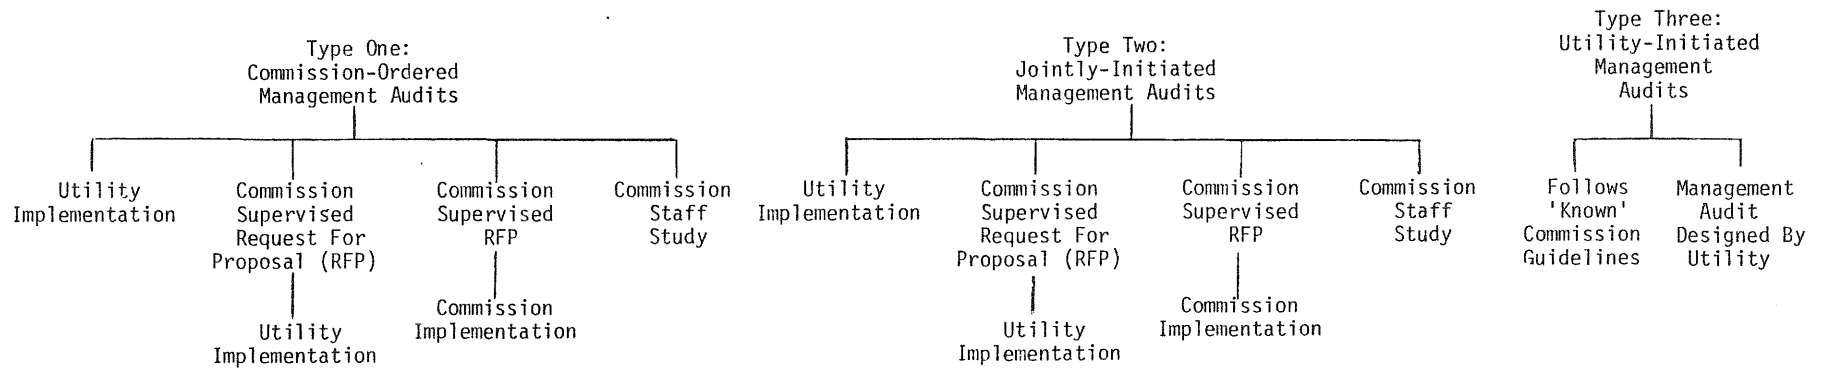 Type One:
Commission-Ordered
Management Audits
Utility
Implementation
Commission
Supervised
Request For
Proposal (RFP)
Utility
Implementation
Commission
Supervised
RFP
Commission
Implementation
Commission
Staff
Study
Type Two:
Jointly-Initiated
Management Audits
Utility
Implementation
Commission
Supervised
Request For
Proposal (RFP)
Utility
Implementation
Commission
Supervised
RFP
Commission
Implementation
Commission
Staff
Study
Type Three:
Utility-Initiated
Management
Audits
Follows
'Known'
Commission
Guidelines
Management
Audit
Designed By
Utility